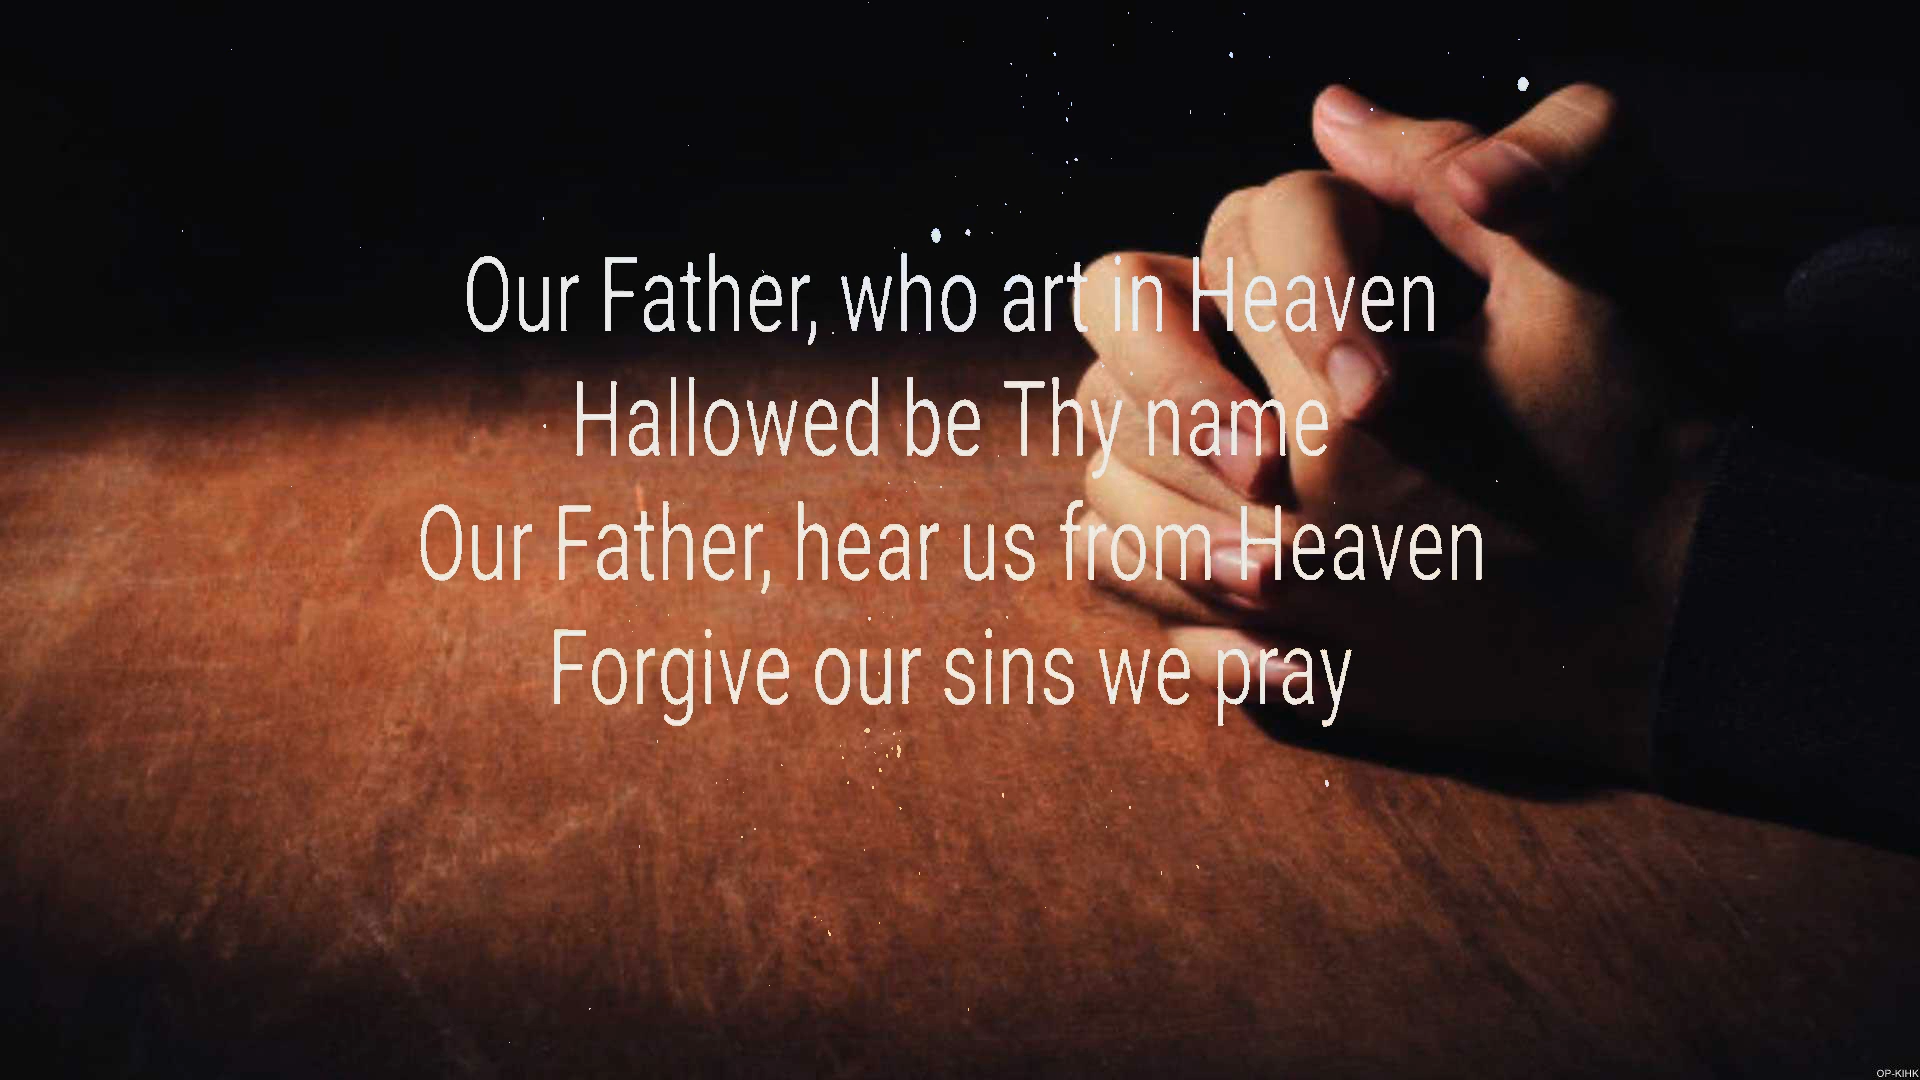 Our Father, who art in Heaven
Hallowed be Thy name
Our Father, hear us from Heaven
Forgive our sins we pray
OP-KIHK